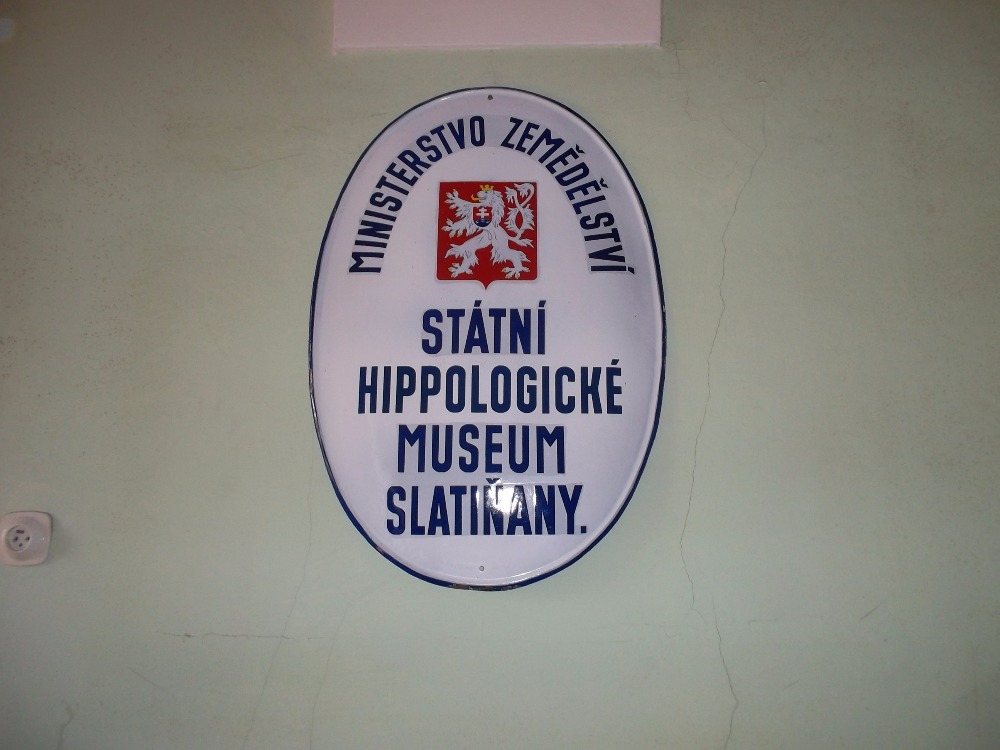 MINISTERSTVO ZEMĚDĚLSTVÍ
STÁTNÍ
HIPPOLOGICKÉ
MUSEUM
SLATIŇANY.